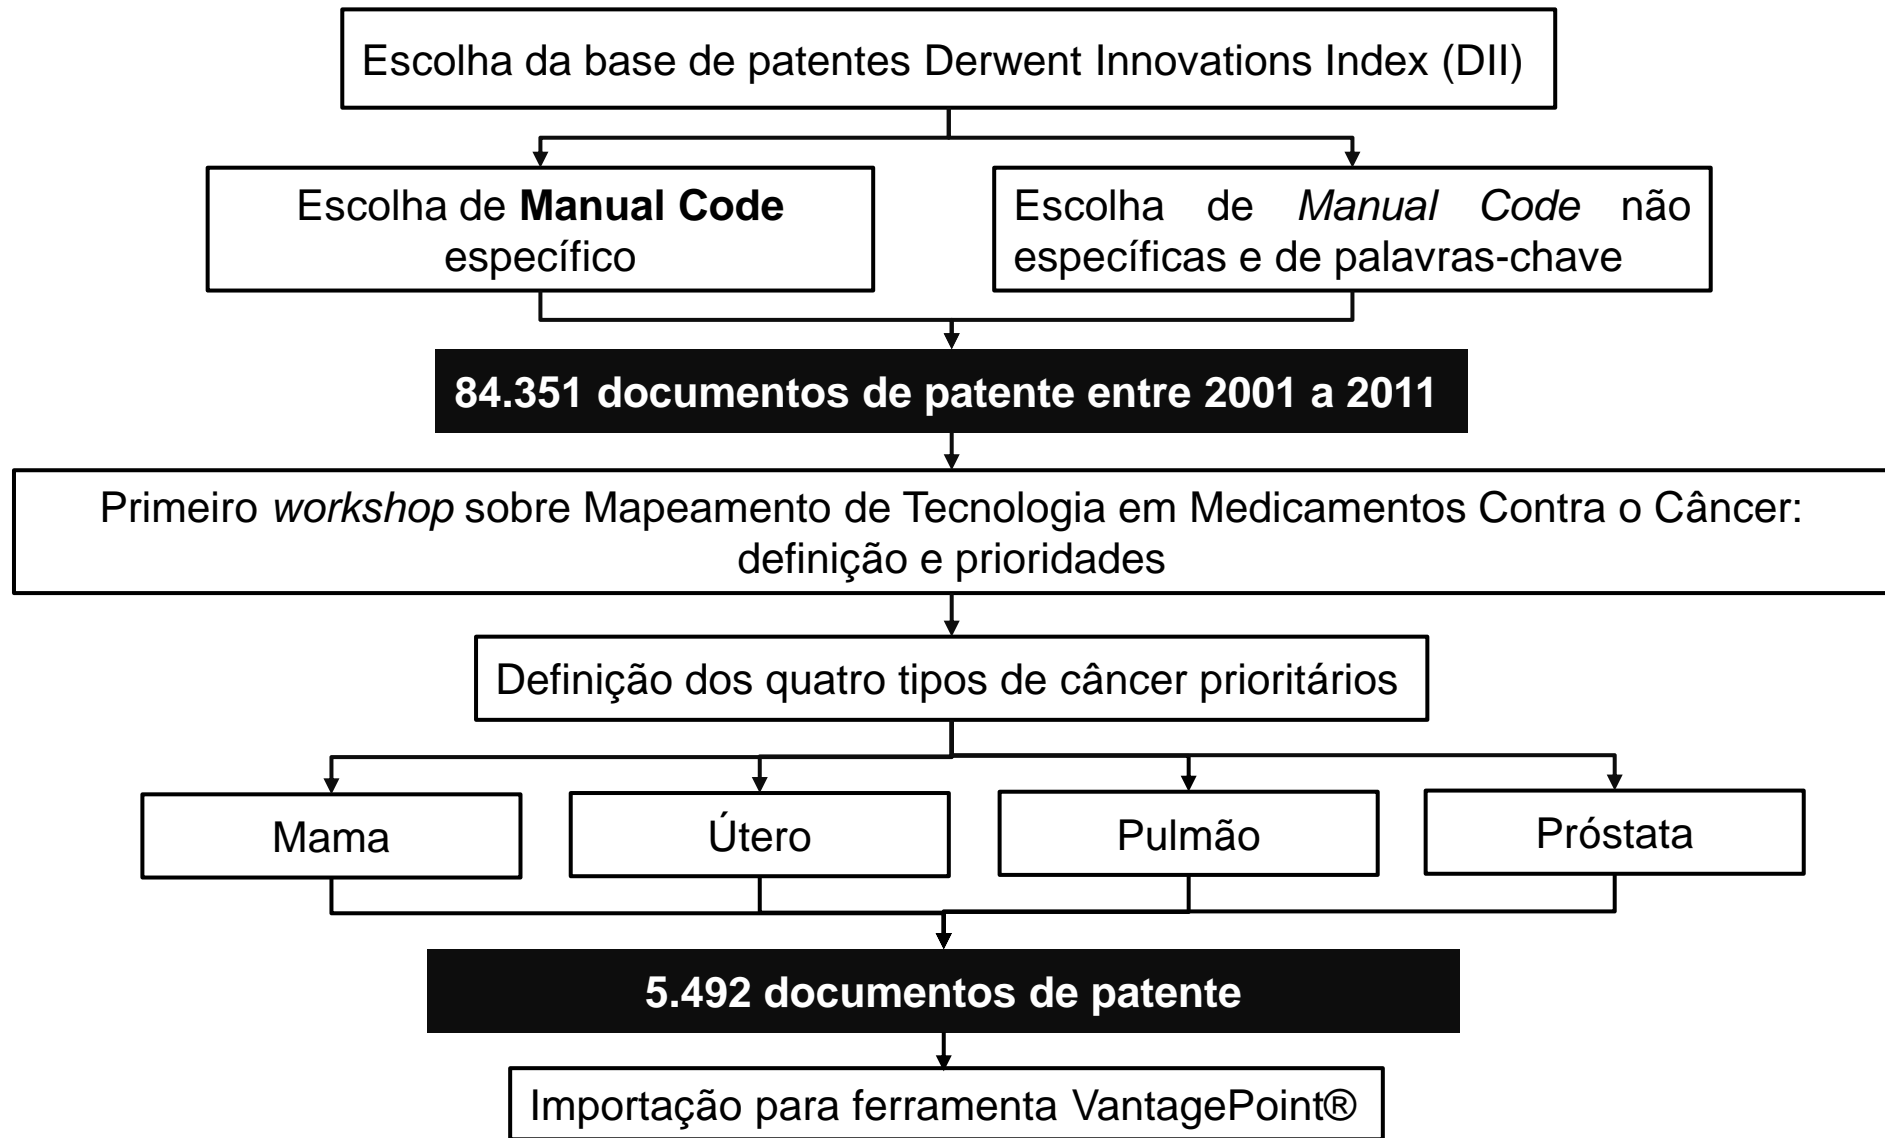 Escolha da base de patentes Derwent Innovations Index (DII)
Escolha de Manual Code
específico
Escolha de Manual Code não
específicas e de palavras-chave
84.351 documentos de patente entre 2001 a 2011
Primeiro workshop sobre Mapeamento de Tecnologia em Medicamentos Contra o Câncer:
definição e prioridades
Definição dos quatro tipos de câncer prioritários
Mama
Útero
Pulmão
Próstata
5.492 documentos de patente
Importação para ferramenta VantagePoint®